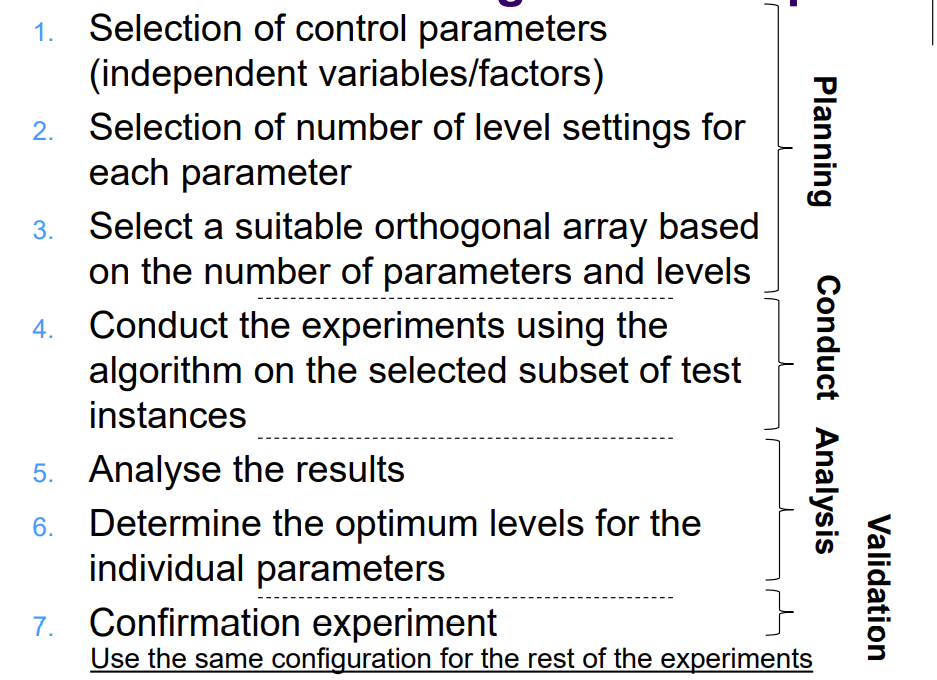 1. Selection of control parameters
(independent variables/factors)
2. Selection of number of level settings for
each parameter
3. Select a suitable orthogonal array based
on the number of parameters and levels
4. Conduct the experiments using the
algorithm on the selected subset of test
instances
5. Analyse the results
6. Determine the optimum levels for the
individual parameters
7. Confirmation experiment
Use the same configuration for the rest of the experiments
Planning
Conduct
Analysis
Validation